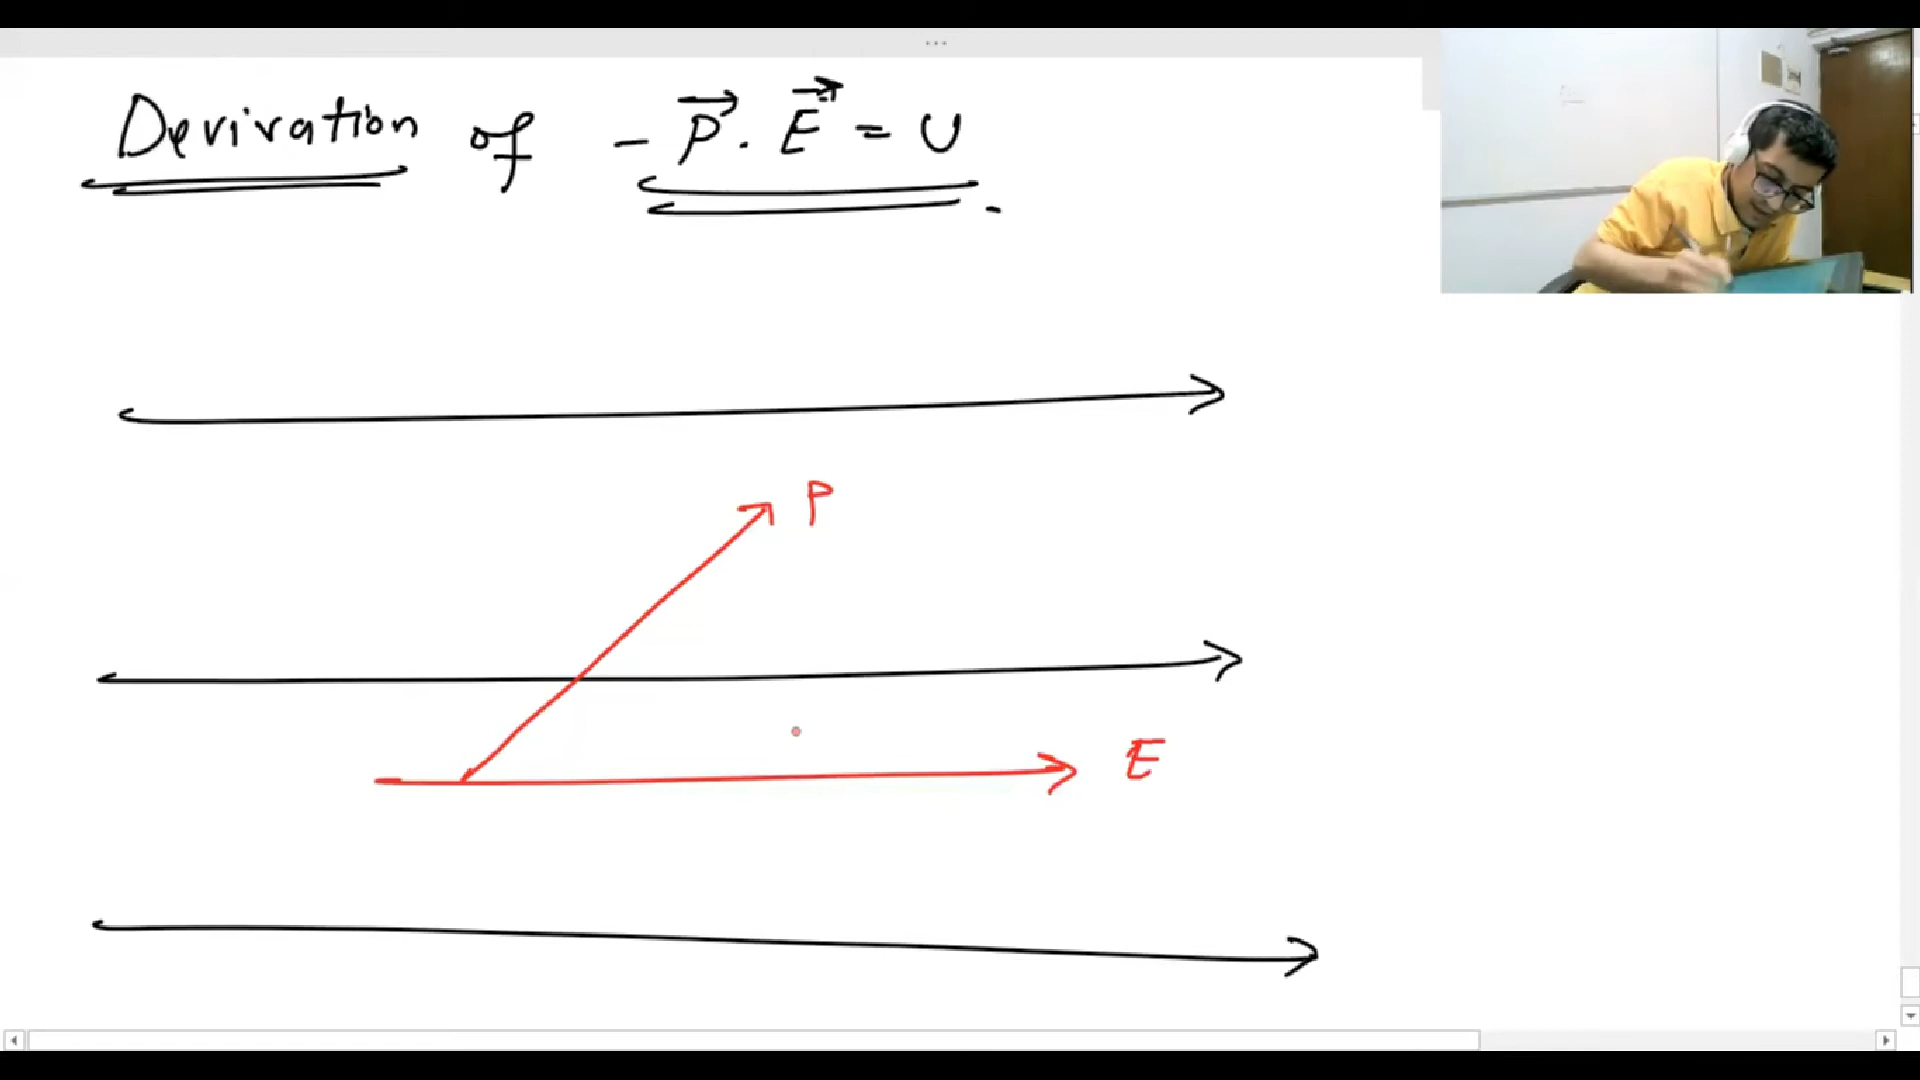 Derivation of - P⃗ . E⃗ = U .
P
E